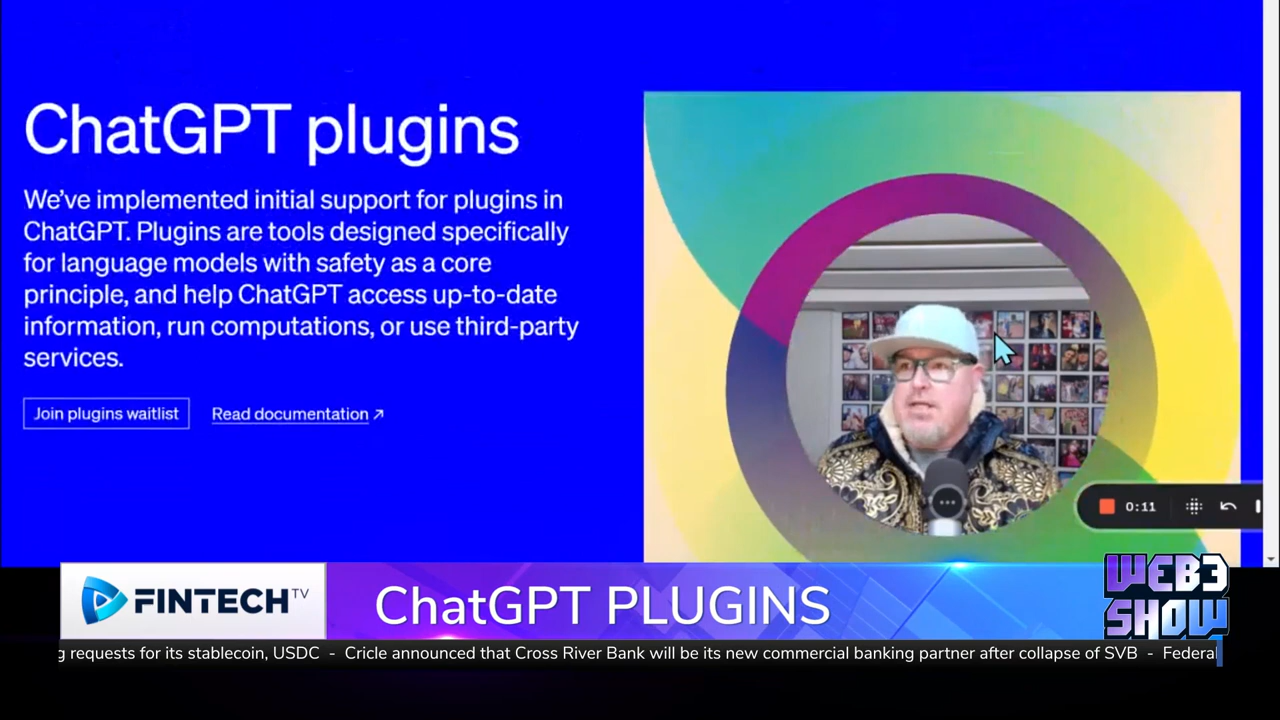 ChatGPT plugins
We've implemented initial support for plugins in
ChatGPT. Plugins are tools designed specifically
for language models with safety as a core
principle, and help ChatGPT access up-to-date
information, run computations, or use third-party
services.
Join plugins waitlist
Read documentation ↗
0:11
FINTECH TV
ChatGPT PLUGINS
WEB3
SHOW
g requests for its stablecoin, USDC - Cricle announced that Cross River Bank will be its new commercial banking partner after collapse of SVB - Federal